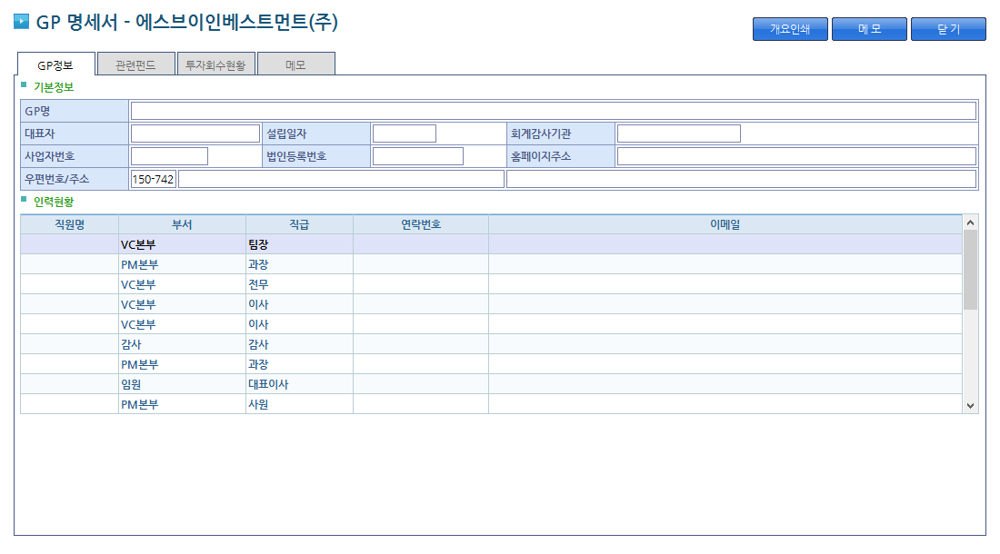 GP 명세서 - 에스브이인베스트먼트(주)
개요인쇄 메 모 닫 기
GP정보 관련펀드 투자회수현황 메모
기본정보
GP명
대표자 설립일자 회계감사기관
사업자번호 법인등록번호 홈페이지주소
우편번호/주소 150-742
인력현황
직원명 부서 직급 연락번호 이메일
VC본부 팀장
PM본부 과장
VC본부 전무
VC본부 이사
VC본부 이사
감사 감사
PM본부 과장
임원 대표이사
PM본부 사원